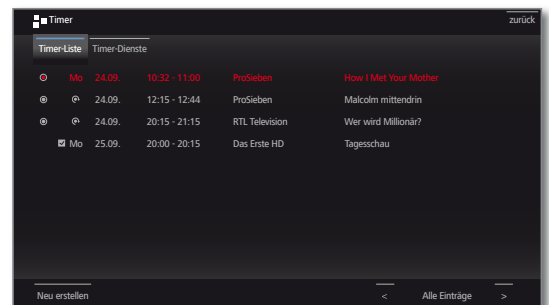 Timer zurück
Timer-Liste Timer-Dienste
Mo 24.09. 10:32 - 11:00 ProSieben How I Met Your Mother
24.09. 12:15 - 12:44 ProSieben Malcolm mittendrin
24.09. 20:15 - 21:15 RTL Television Wer wird Millionär?
Mo 25.09. 20:00 - 20:15 Das Erste HD Tagesschau
Neu erstellen < Alle Einträge >